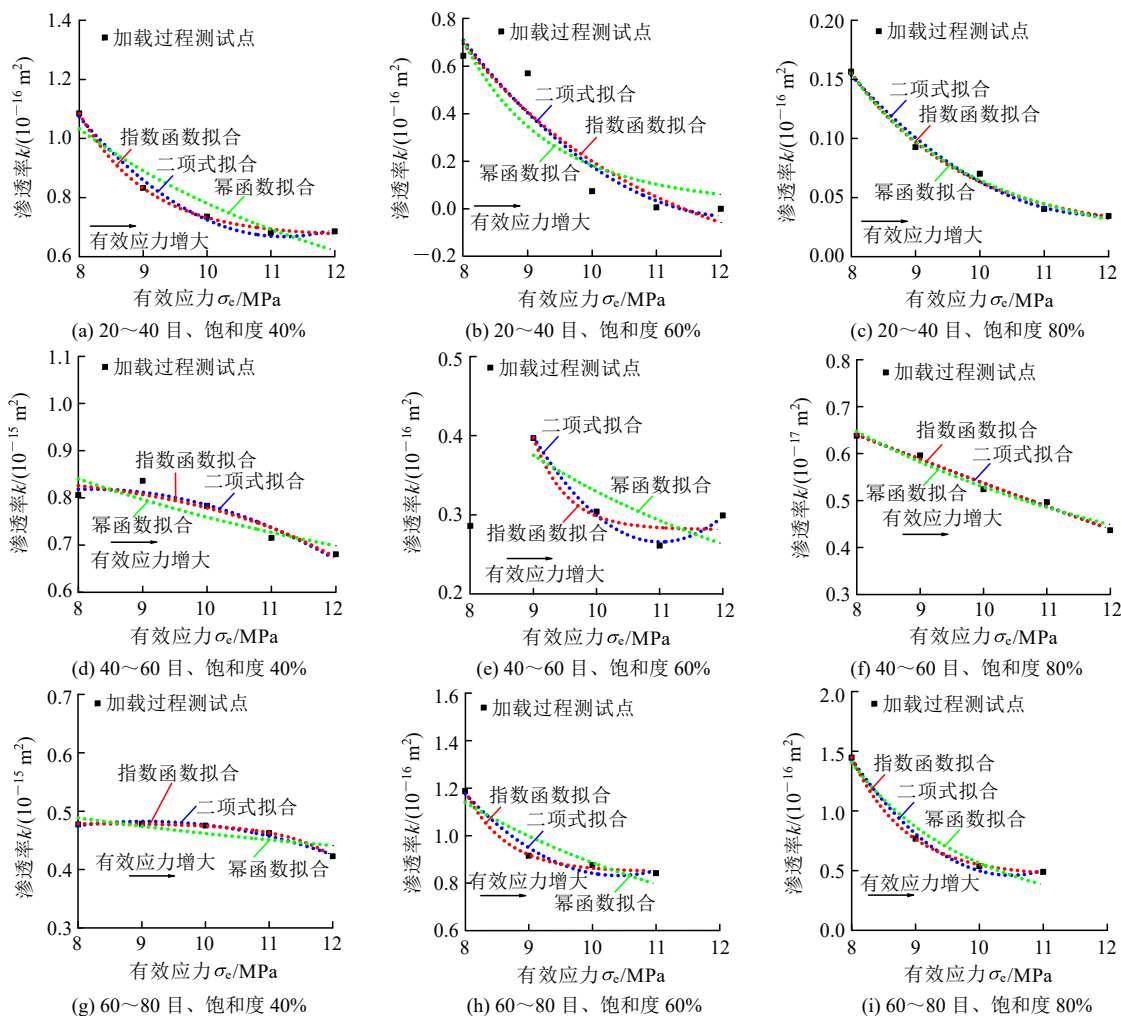 1.4
加载过程测试点
1.2
1.0
指数函数拟合
二项式拟合
0.8
幂函数拟合
0.6
有效应力增大
8 9 10 11 12
渗透率k/(10⁻¹⁶ m²)
有效应力σe/MPa
(a) 20～40 目、饱和度 40%
0.8
加载过程测试点
0.6
二项式拟合
0.4
指数函数拟合
0.2
幂函数拟合
0.0
有效应力增大
−0.2
8 9 10 11 12
渗透率k/(10⁻¹⁶ m²)
有效应力σe/MPa
(b) 20～40 目、饱和度 60%
0.20
加载过程测试点
0.15
二项式拟合
指数函数拟合
0.10
幂函数拟合
0.05
有效应力增大
0.00
8 9 10 11 12
渗透率k/(10⁻¹⁶ m²)
有效应力σe/MPa
(c) 20～40 目、饱和度 80%
1.1
加载过程测试点
1.0
0.9
指数函数拟合
二项式拟合
0.8
幂函数拟合
0.7
有效应力增大
0.6
8 9 10 11 12
渗透率k/(10⁻¹⁵ m²)
有效应力σe/MPa
(d) 40～60 目、饱和度 40%
0.5
加载过程测试点
二项式拟合
0.4
幂函数拟合
0.3
指数函数拟合
有效应力增大
0.2
8 9 10 11 12
渗透率k/(10⁻¹⁶ m²)
有效应力σe/MPa
(e) 40～60 目、饱和度 60%
0.8
加载过程测试点
0.7
指数函数拟合
0.6
二项式拟合
幂函数拟合
0.5
有效应力增大
0.4
0.3
8 9 10 11 12
渗透率k/(10⁻¹⁷ m²)
有效应力σe/MPa
(f) 40～60 目、饱和度 80%
0.7
加载过程测试点
0.6
指数函数拟合
二项式拟合
0.5
幂函数拟合
有效应力增大
0.4
0.3
8 9 10 11 12
渗透率k/(10⁻¹⁵ m²)
有效应力σe/MPa
(g) 60～80 目、饱和度 40%
1.6
加载过程测试点
1.4
1.2
指数函数拟合
二项式拟合
1.0
有效应力增大
0.8
幂函数拟合
0.6
8 9 10 11 12
渗透率k/(10⁻¹⁶ m²)
有效应力σe/MPa
(h) 60～80 目、饱和度 60%
2.0
加载过程测试点
1.5
指数函数拟合
二项式拟合
1.0
幂函数拟合
0.5
有效应力增大
0.0
8 9 10 11 12
渗透率k/(10⁻¹⁶ m²)
有效应力σe/MPa
(i) 60～80 目、饱和度 80%